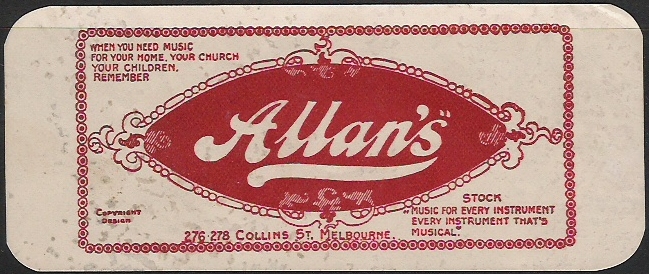 WHEN YOU NEED MUSIC
FOR YOUR HOME, YOUR CHURCH
YOUR CHILDREN,
REMEMBER
Allan's"
STOCK
"MUSIC FOR EVERY INSTRUMENT
EVERY INSTRUMENT THAT'S
MUSICAL"
COPYRIGHT
DESIGN
276-278 COLLINS ST. MELBOURNE.